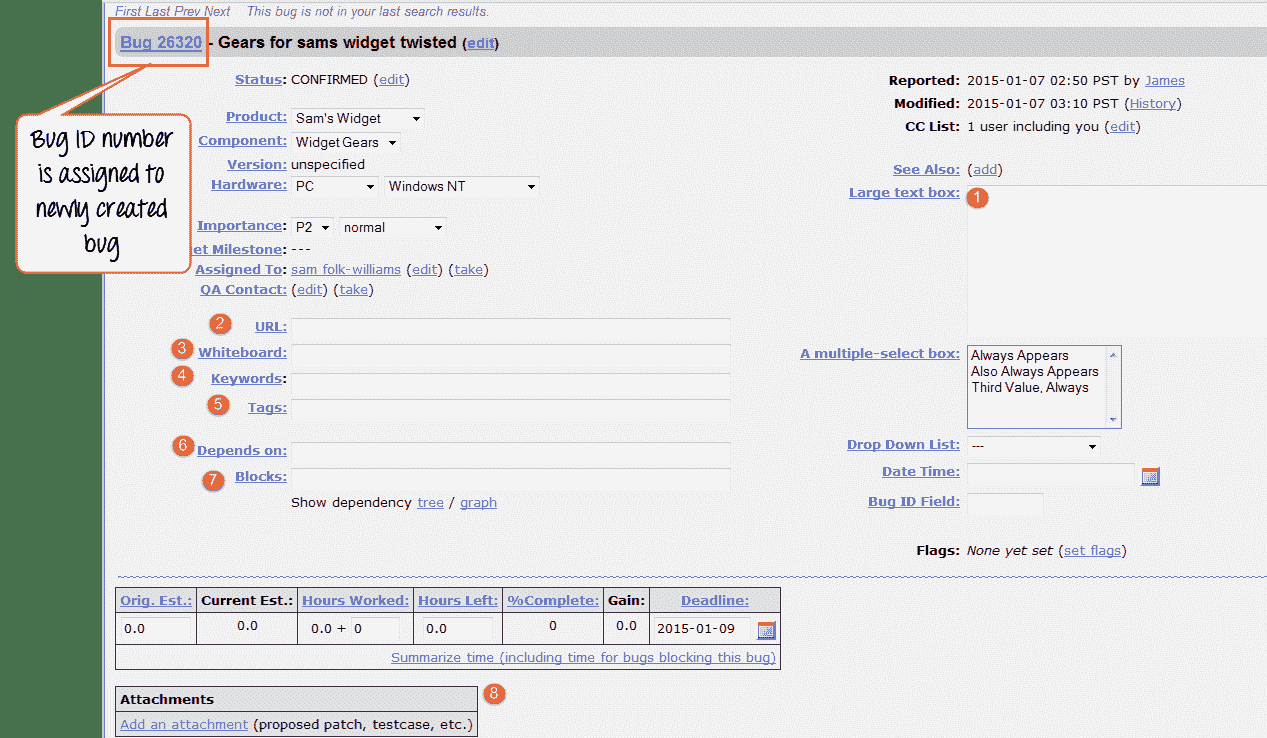 First Last Prev Next This bug is not in your last search results.
Bug 26320 - Gears for sams widget twisted (edit)
Bug ID number
is assigned to
newly created
bug
Status: CONFIRMED (edit)
Product: Sam's Widget
Component: Widget Gears
Version: unspecified
Hardware: PC Windows NT
Importance: P2 normal
et Milestone: ---
Assigned To: sam folk-williams (edit) (take)
QA Contact: (edit) (take)
2 URL:
3 Whiteboard:
4 Keywords:
5 Tags:
6 Depends on:
7 Blocks:
Show dependency tree / graph
Reported: 2015-01-07 02:50 PST by James
Modified: 2015-01-07 03:10 PST (History)
CC List: 1 user including you (edit)
See Also: (add)
Large text box: 1
A multiple-select box: Always Appears
Also Always Appears
Third Value, Always
Drop Down List: ---
Date Time:
Bug ID Field:
Flags: None yet set (set flags)
Orig. Est.: Current Est.: Hours Worked: Hours Left: %Complete: Gain: Deadline:
0.0 0.0 0.0 + 0 0.0 0 0.0 2015-01-09
Summarize time (including time for bugs blocking this bug)
Attachments 8
Add an attachment (proposed patch, testcase, etc.)